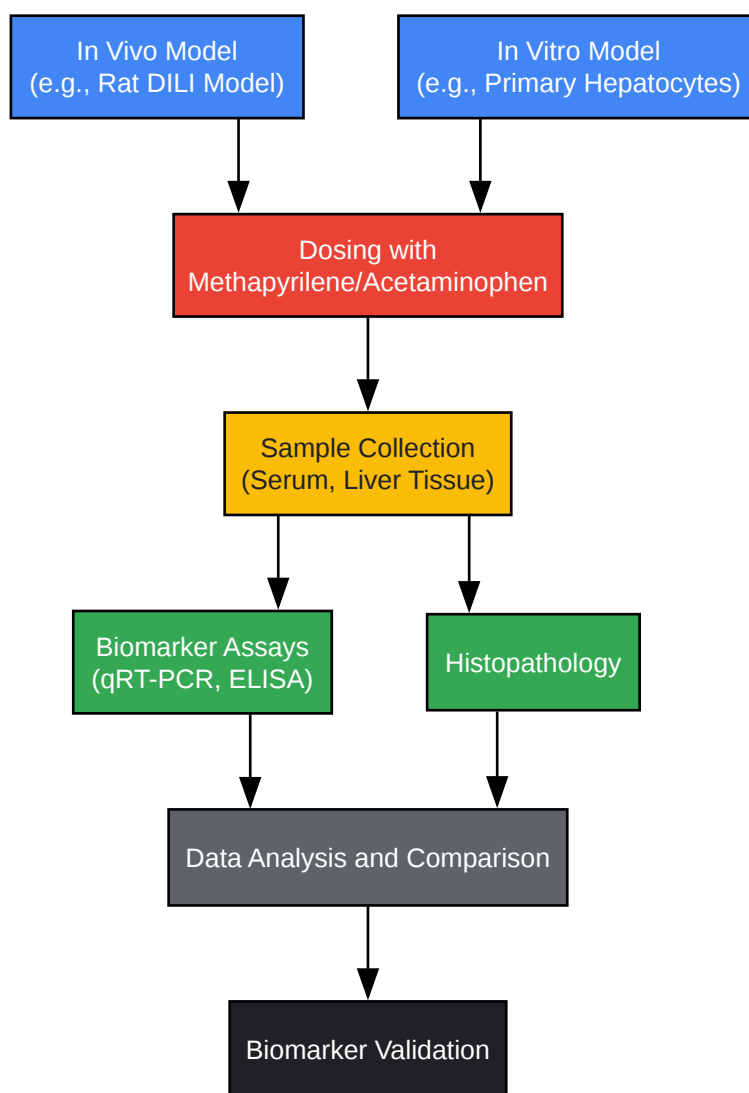 In Vivo Model
(e.g., Rat DILI Model)
In Vitro Model
(e.g., Primary Hepatocytes)
Dosing with
Methapyrilene/Acetaminophen
Sample Collection
(Serum, Liver Tissue)
Biomarker Assays
(qRT-PCR, ELISA)
Histopathology
Data Analysis and Comparison
Biomarker Validation